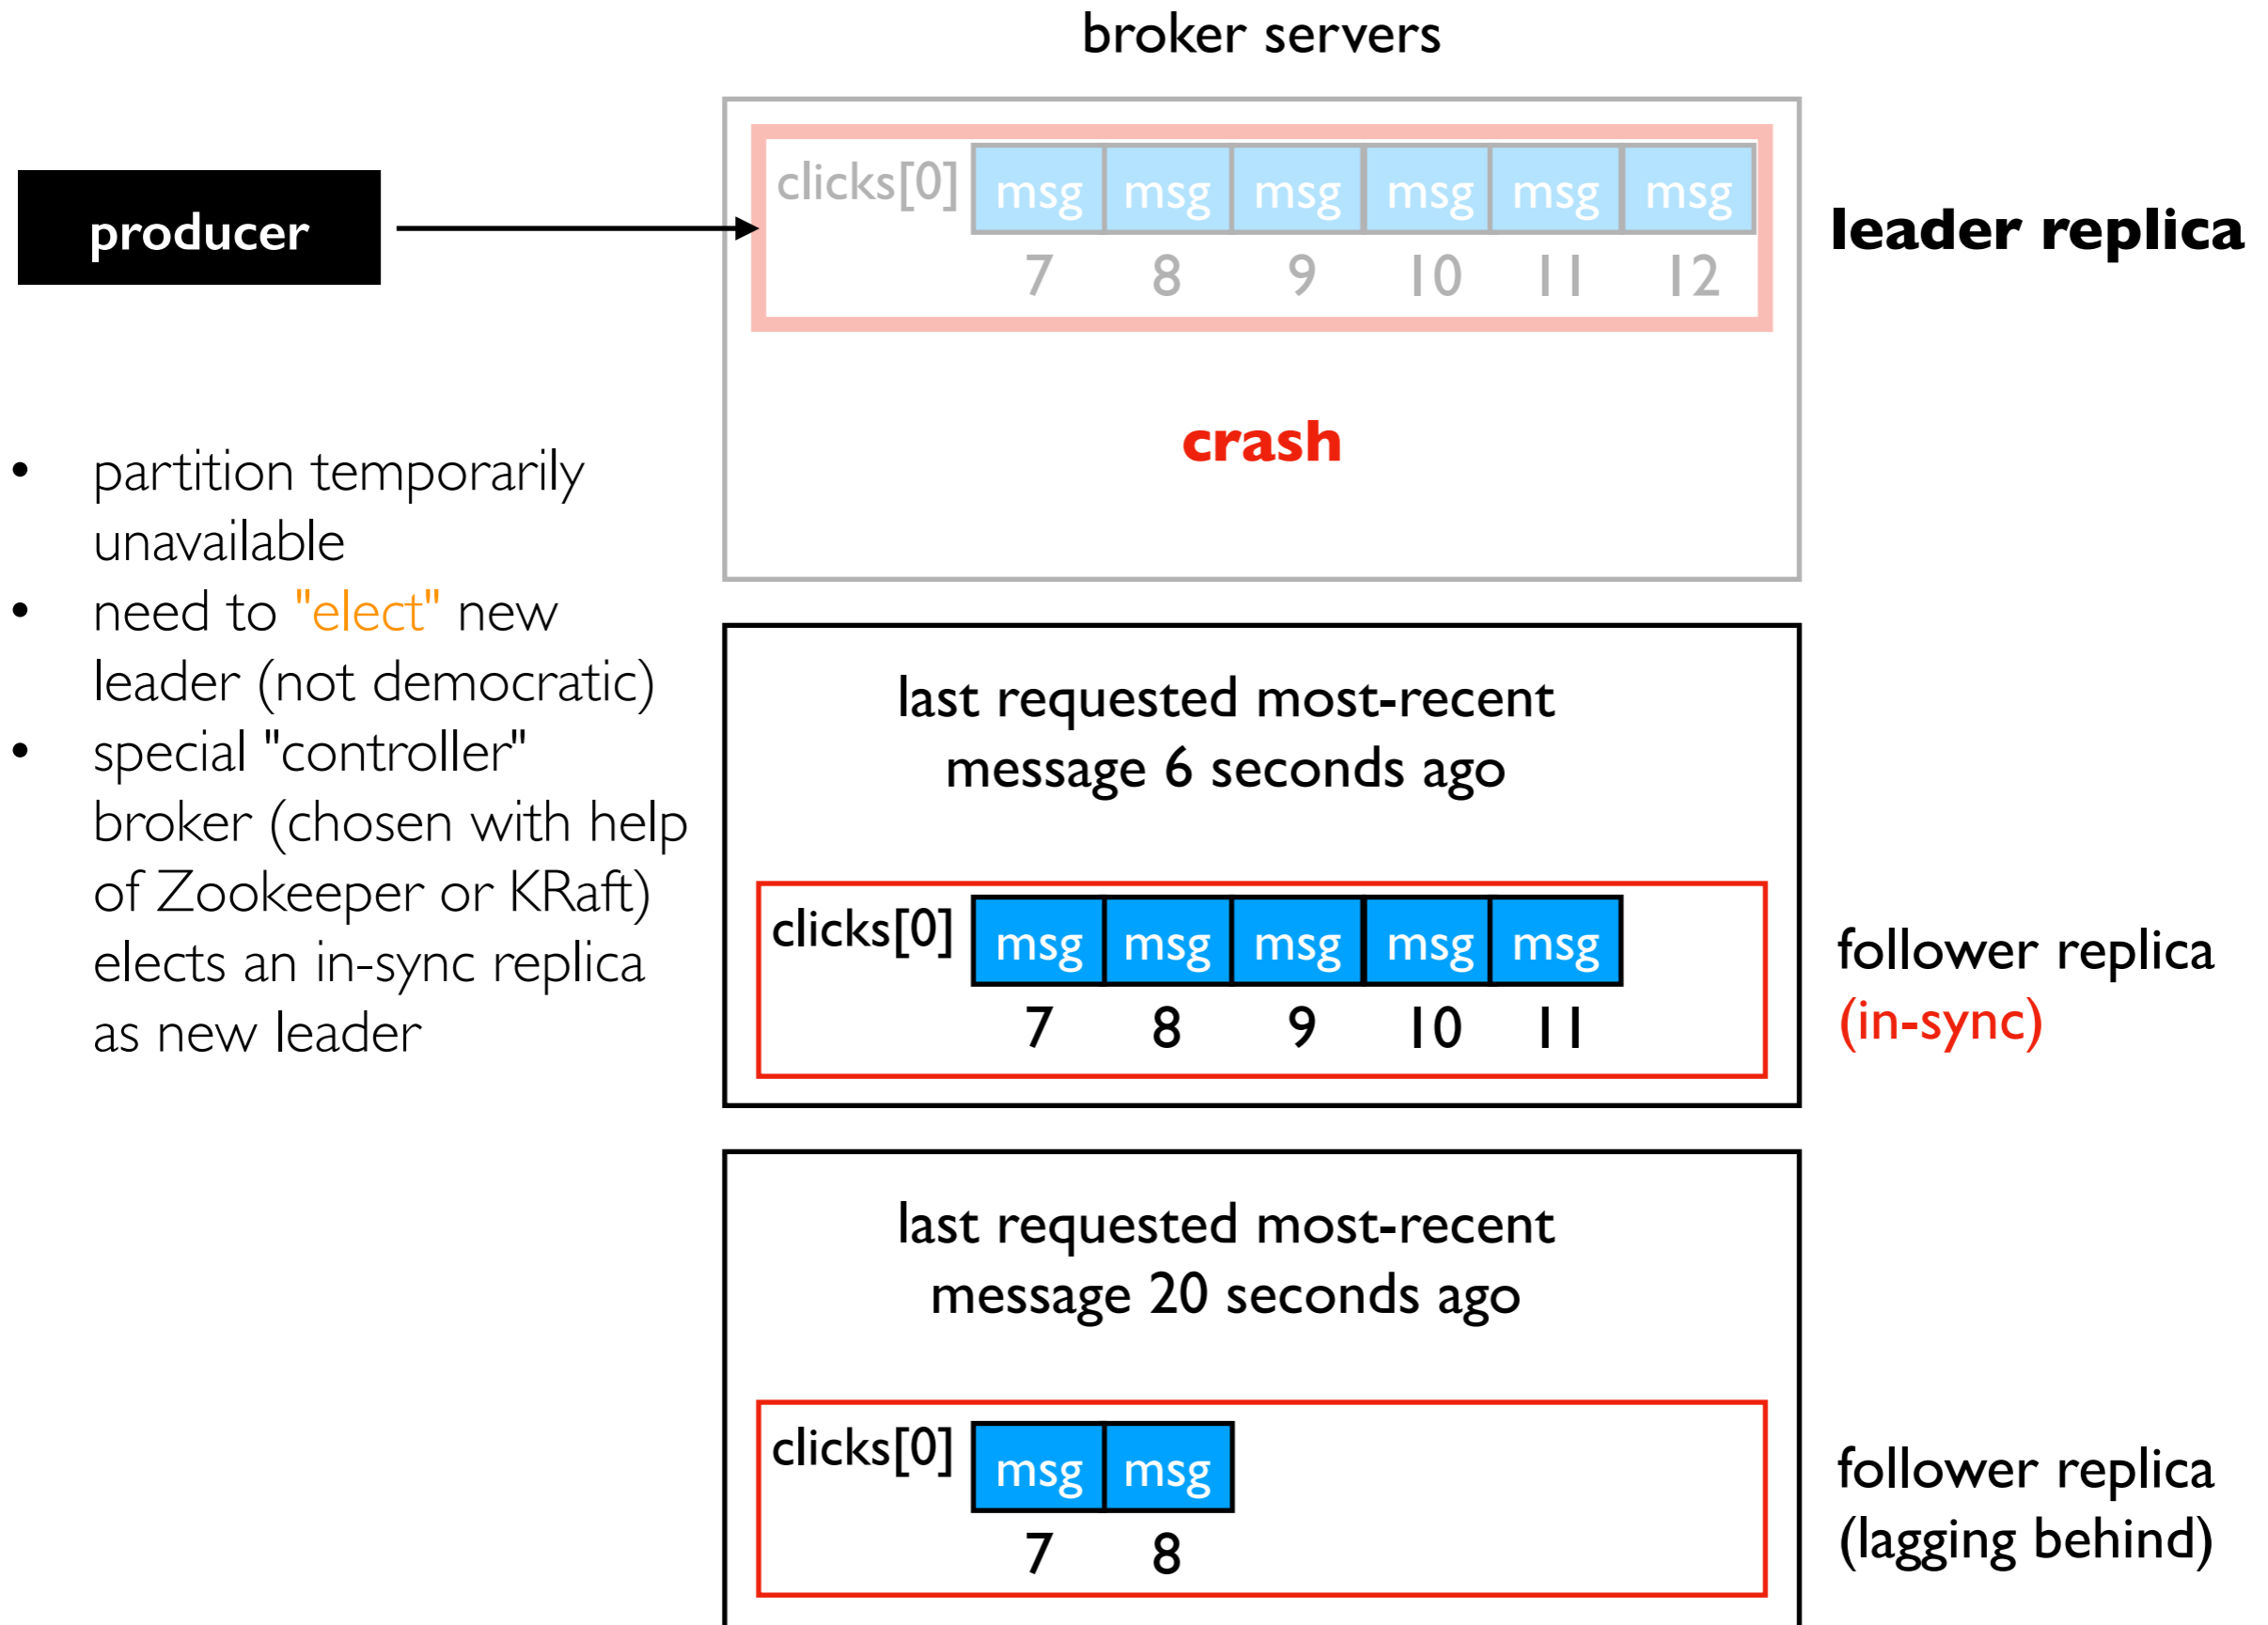 broker servers
producer
clicks[0] msg msg msg msg msg msg
7 8 9 10 11 12
leader replica
crash
• partition temporarily
unavailable
• need to "elect" new
leader (not democratic)
• special "controller"
broker (chosen with help
of Zookeeper or KRaft)
elects an in-sync replica
as new leader
last requested most-recent
message 6 seconds ago
clicks[0] msg msg msg msg msg
7 8 9 10 11
follower replica
(in-sync)
last requested most-recent
message 20 seconds ago
clicks[0] msg msg
7 8
follower replica
(lagging behind)